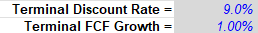 Terminal Discount Rate = 9.0%
Terminal FCF Growth = 1.00%